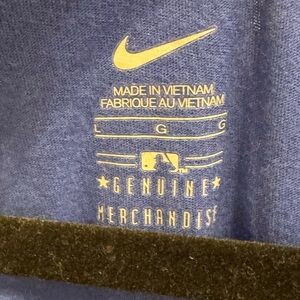 MADE IN VIETNAM
FABRIQUE AU VIETNAM
L G G
GENUINE
MERCHANDISE